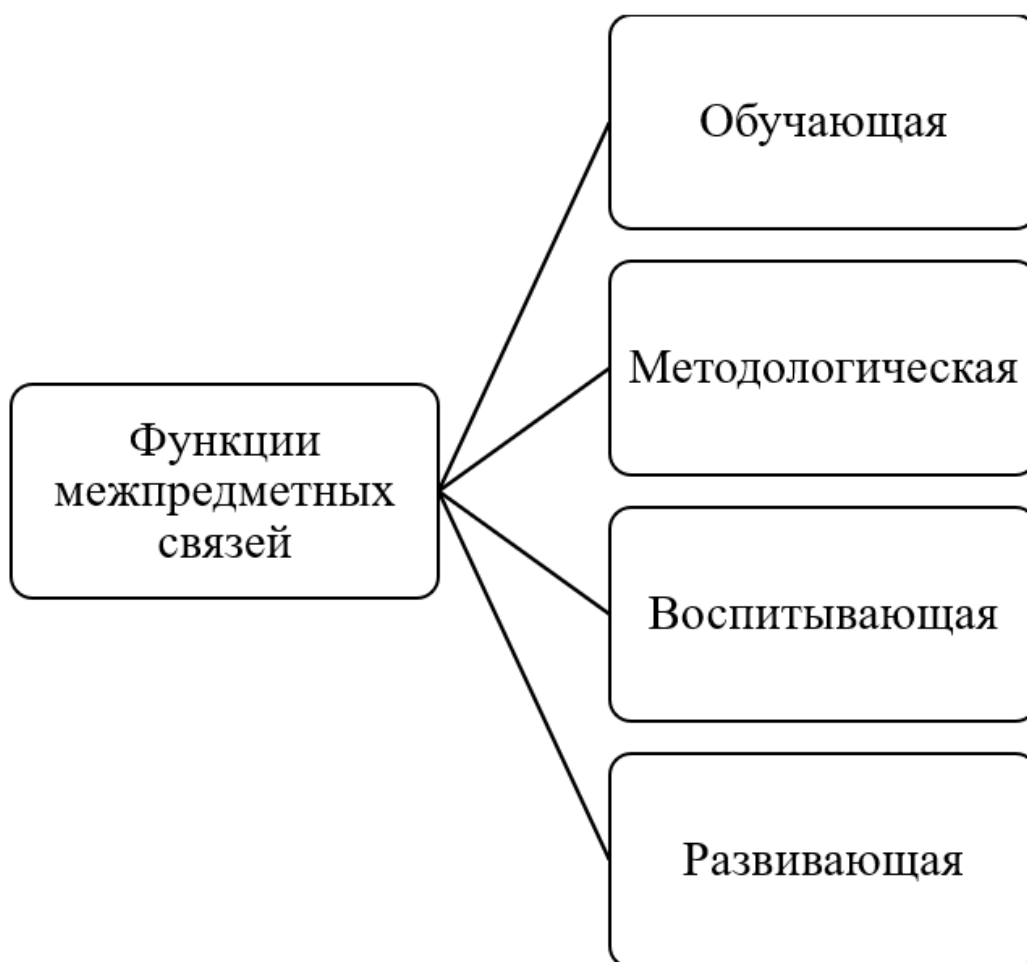 Функции
межпредметных
связей
Обучающая
Методологическая
Воспитывающая
Развивающая